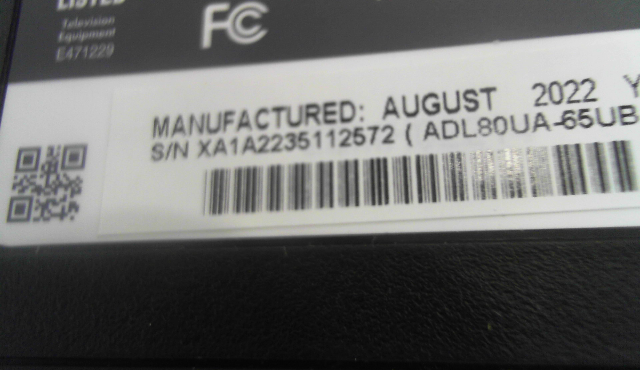 LISTED
Television
Equipment
E471229
FC
MANUFACTURED: AUGUST 2022 Y
S/N XA1A2235112572 ( ADL80UA-65UB